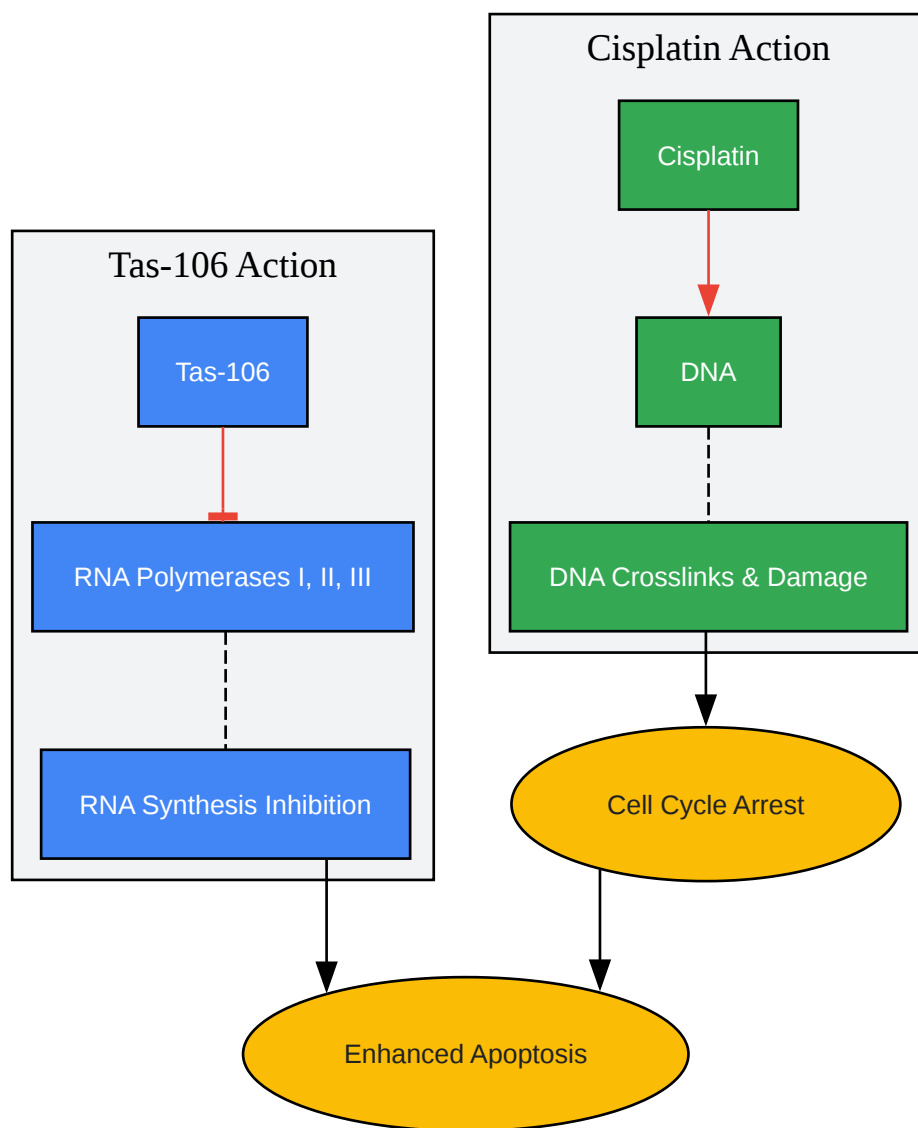 Cisplatin Action
Cisplatin
DNA
DNA Crosslinks & Damage
Tas-106 Action
Tas-106
RNA Polymerases I, II, III
RNA Synthesis Inhibition
Cell Cycle Arrest
Enhanced Apoptosis